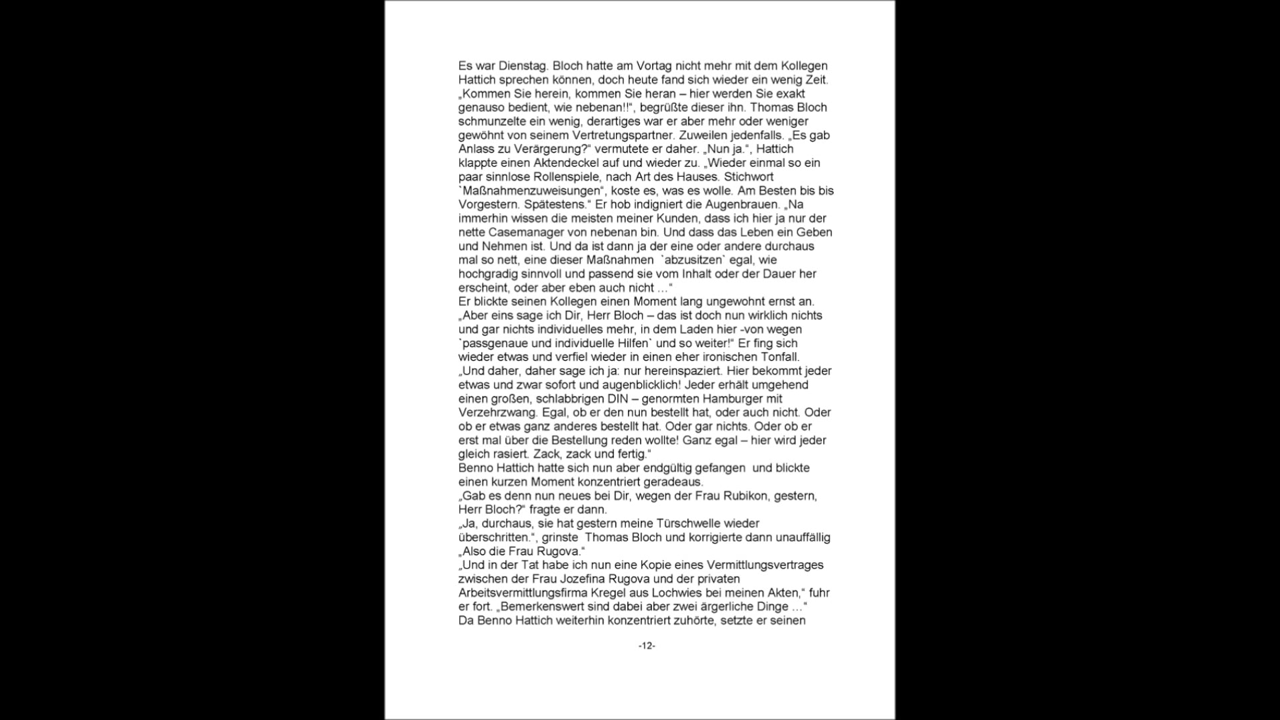 Es war Dienstag. Bloch hatte am Vortag nicht mehr mit dem Kollegen
Hattich sprechen können, doch heute fand sich wieder ein wenig Zeit.
„Kommen Sie herein, kommen Sie heran – hier werden Sie exakt
genauso bedient, wie nebenan!!“, begrüßte dieser ihn. Thomas Bloch
schmunzelte ein wenig, derartiges war er aber mehr oder weniger
gewöhnt von seinem Vertretungspartner. Zuweilen jedenfalls. „Es gab
Anlass zu Verärgerung?“ vermutete er daher. „Nun ja.“, Hattich
klappte einen Aktendeckel auf und wieder zu. „Wieder einmal so ein
paar sinnlose Rollenspiele, nach Art des Hauses. Stichwort
`Maßnahmenzuweisungen“, koste es, was es wolle. Am Besten bis bis
Vorgestern. Spätestens.“ Er hob indigniert die Augenbrauen. „Na
immerhin wissen die meisten meiner Kunden, dass ich hier ja nur der
nette Casemanager von nebenan bin. Und dass das Leben ein Geben
und Nehmen ist. Und da ist dann ja der eine oder andere durchaus
mal so nett, eine dieser Maßnahmen `abzusitzen` egal, wie
hochgradig sinnvoll und passend sie vom Inhalt oder der Dauer her
erscheint, oder aber eben auch nicht …“
Er blickte seinen Kollegen einen Moment lang ungewohnt ernst an.
„Aber eins sage ich Dir, Herr Bloch – das ist doch nun wirklich nichts
und gar nichts individuelles mehr, in dem Laden hier -von wegen
`passgenaue und individuelle Hilfen` und so weiter!“ Er fing sich
wieder etwas und verfiel wieder in einen eher ironischen Tonfall.
„Und daher, daher sage ich ja: nur hereinspaziert. Hier bekommt jeder
etwas und zwar sofort und augenblicklich! Jeder erhält umgehend
einen großen, schlabbrigen DIN – genormten Hamburger mit
Verzehrzwang. Egal, ob er den nun bestellt hat, oder auch nicht. Oder
ob er etwas ganz anderes bestellt hat. Oder gar nichts. Oder ob er
erst mal über die Bestellung reden wollte! Ganz egal – hier wird jeder
gleich rasiert. Zack, zack und fertig.“
Benno Hattich hatte sich nun aber endgültig gefangen und blickte
einen kurzen Moment konzentriert geradeaus.
„Gab es denn nun neues bei Dir, wegen der Frau Rubikon, gestern,
Herr Bloch?“ fragte er dann.
„Ja, durchaus, sie hat gestern meine Türschwelle wieder
überschritten.“, grinste Thomas Bloch und korrigierte dann unauffällig
„Also die Frau Rugova.“
„Und in der Tat habe ich nun eine Kopie eines Vermittlungsvertrages
zwischen der Frau Jozefina Rugova und der privaten
Arbeitsvermittlungsfirma Kregel aus Lochwies bei meinen Akten,“ fuhr
er fort. „Bemerkenswert sind dabei aber zwei ärgerliche Dinge …“
Da Benno Hattich weiterhin konzentriert zuhörte, setzte er seinen
-12-